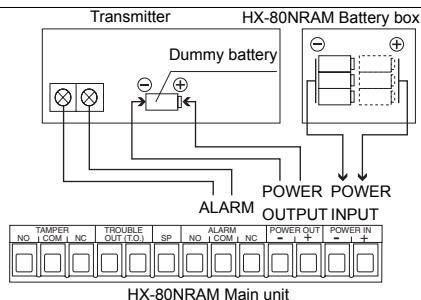 Transmitter
HX-80NRAM Battery box
Dummy battery
⊖ ⊕
⊖ ⊕
ALARM
POWER OUTPUT
POWER INPUT
TAMPER
NO COM NC
TROUBLE OUT (T.O.)
SP
ALARM
NO COM NC
POWER OUT
- +
POWER IN
- +
HX-80NRAM Main unit